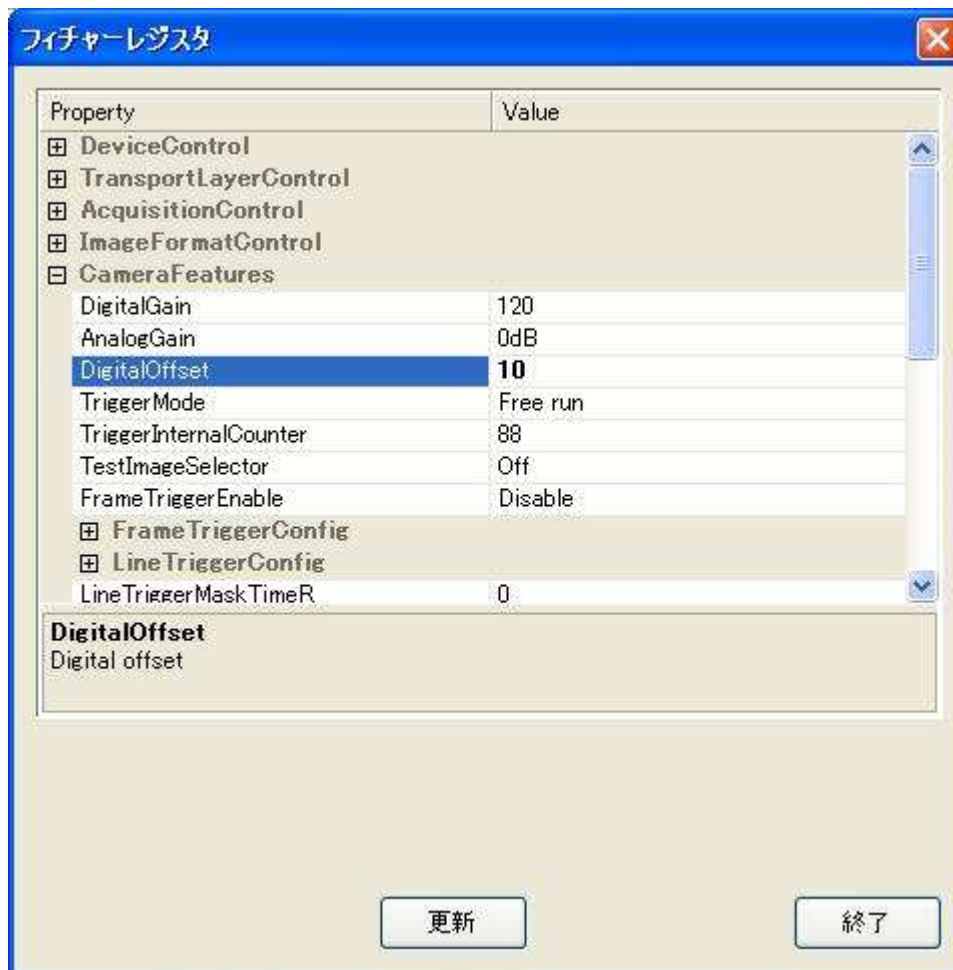 フィチャーレジスタ
Property Value
DeviceControl
TransportLayerControl
AcquisitionControl
ImageFormatControl
CameraFeatures
DigitalGain 120
AnalogGain 0dB
DigitalOffset 10
TriggerMode Free run
TriggerInternalCounter 88
TestImageSelector Off
FrameTriggerEnable Disable
FrameTriggerConfig
LineTriggerConfig
LineTriggerMaskTimeR 0
DigitalOffset
Digital offset
更新 終了